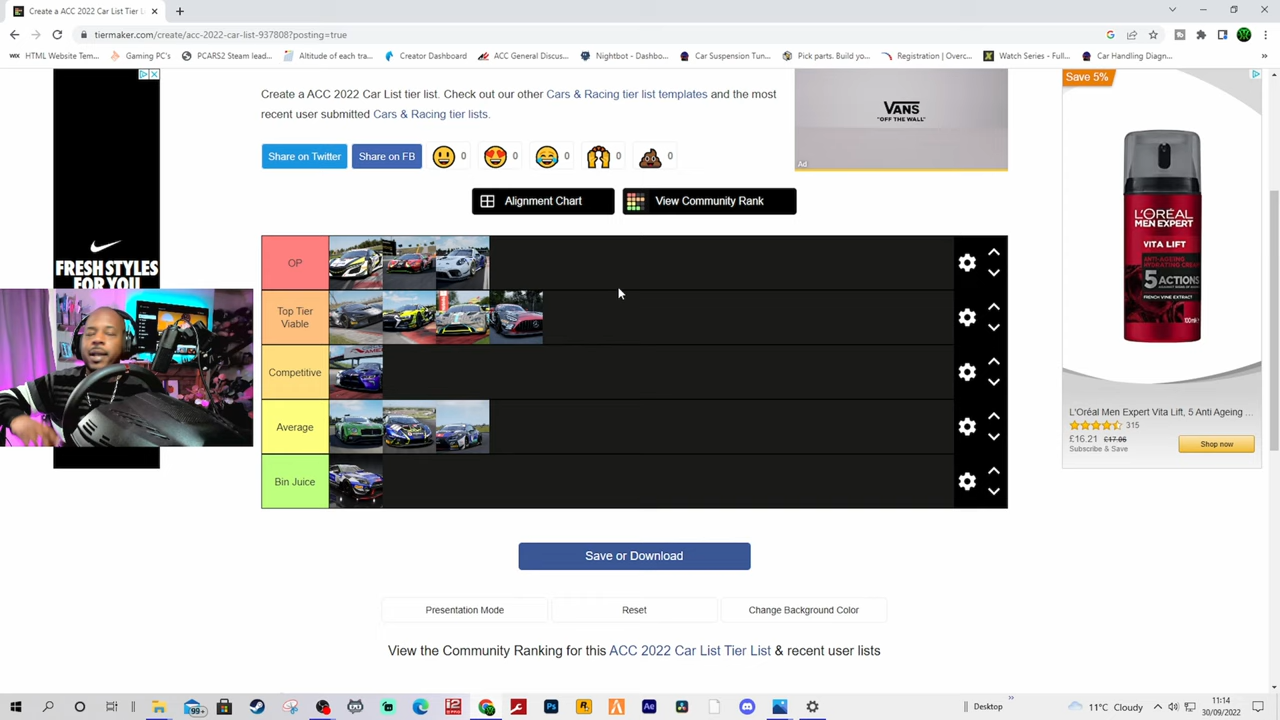 Create a ACC 2022 Car List Tier L
tiermaker.com/create/acc-2022-car-list-937808?posting=true
HTML Website Tem...
Gaming PC's
PCARS2 Steam lead...
Altitude of each tra...
Creator Dashboard
ACC General Discus...
Nightbot - Dashbo...
Car Suspension Tun...
Pick parts. Build yo...
Registration | Overc...
Watch Series - Full...
Car Handling Diagn...
Create a ACC 2022 Car List tier list. Check out our other Cars & Racing tier list templates and the most
recent user submitted Cars & Racing tier lists.
Share on Twitter
Share on FB
0
0
0
0
0
VANS
"OFF THE WALL"
Ad
Alignment Chart
View Community Rank
OP
Top Tier
Viable
Competitive
Average
Bin Juice
FRESH STYLES
FOR YOU
Save 5%
L'ORÉAL
MEN EXPERT
VITA LIFT
5 ACTIONS
L'Oréal Men Expert Vita Lift, 5 Anti Ageing ...
315
£16.21 £17.06
Subscribe & Save
Shop now
Save or Download
Presentation Mode
Reset
Change Background Color
View the Community Ranking for this ACC 2022 Car List Tier List & recent user lists
99+
Desktop
11°C Cloudy
11:14
30/09/2022